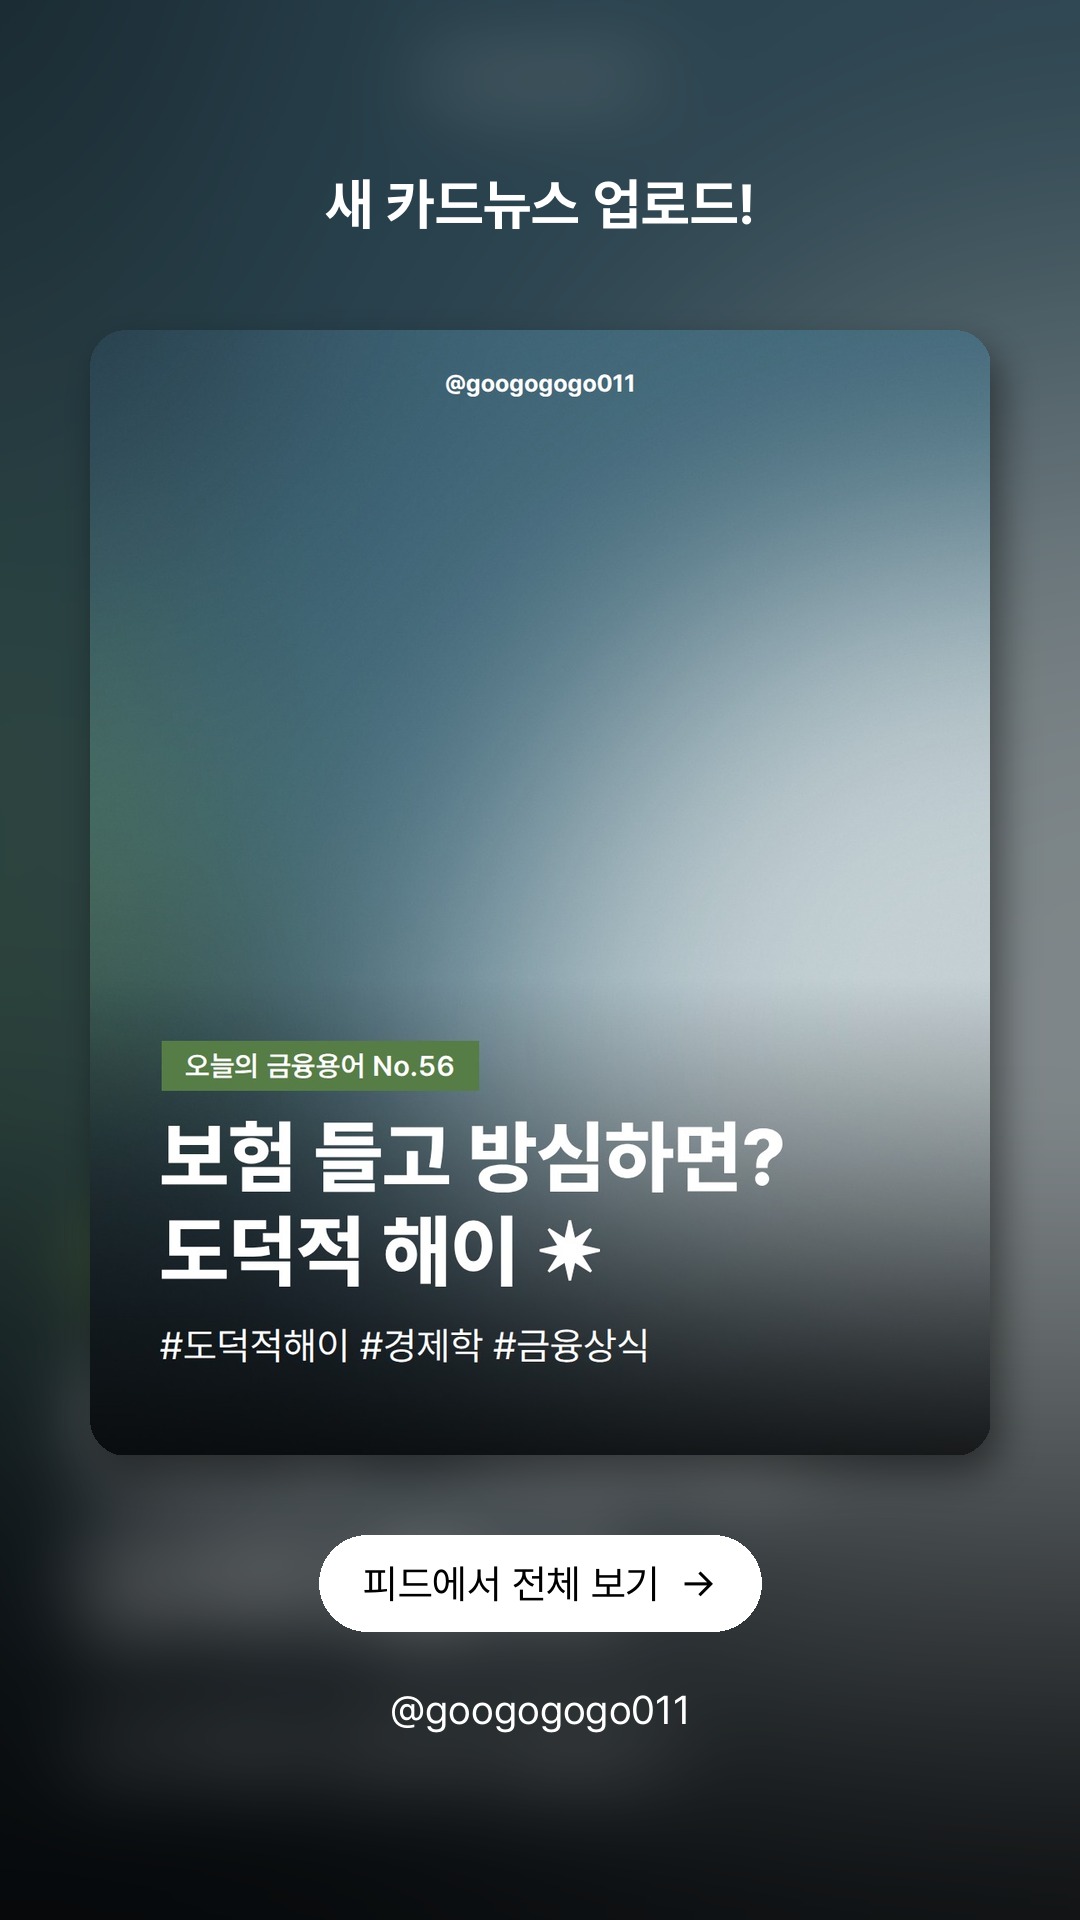 새 카드뉴스 업로드!
@googogogo011
오늘의 금융용어 No.56
보험 들고 방심하면?
도덕적 해이 ✷
#도덕적해이 #경제학 #금융상식
피드에서 전체 보기 →
@googogogo011